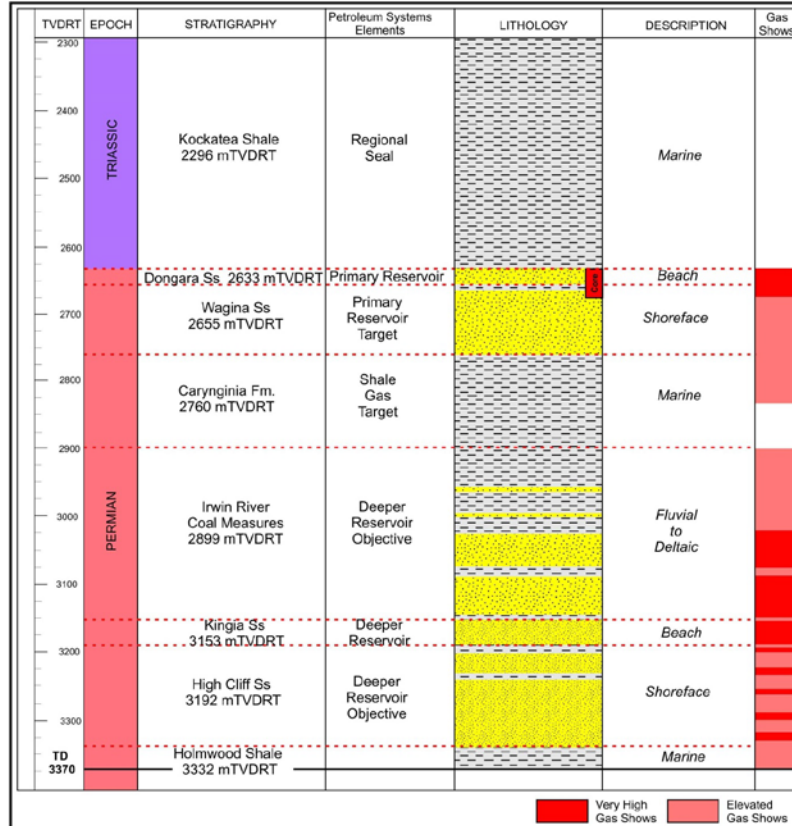 TVDRT
EPOCH
STRATIGRAPHY
Petroleum Systems
Elements
LITHOLOGY
DESCRIPTION
Gas
Shows
2300
2400
2500
2600
2700
2800
2900
3000
3100
3200
3300
TD
3370
TRIASSIC
PERMIAN
Kockatea Shale
2296 mTVDRT
Regional
Seal
Marine
Dongara Ss 2633 mTVDRT
Primary Reservoir
Core
Beach
Wagina Ss
2655 mTVDRT
Primary
Reservoir
Target
Shoreface
Carynginia Fm.
2760 mTVDRT
Shale
Gas
Target
Marine
Irwin River
Coal Measures
2899 mTVDRT
Deeper
Reservoir
Objective
Fluvial
to
Deltaic
Kingia Ss
3153 mTVDRT
Deeper
Reservoir
Beach
High Cliff Ss
3192 mTVDRT
Deeper
Reservoir
Objective
Shoreface
Holmwood Shale
3332 mTVDRT
Marine
Very High
Gas Shows
Elevated
Gas Shows